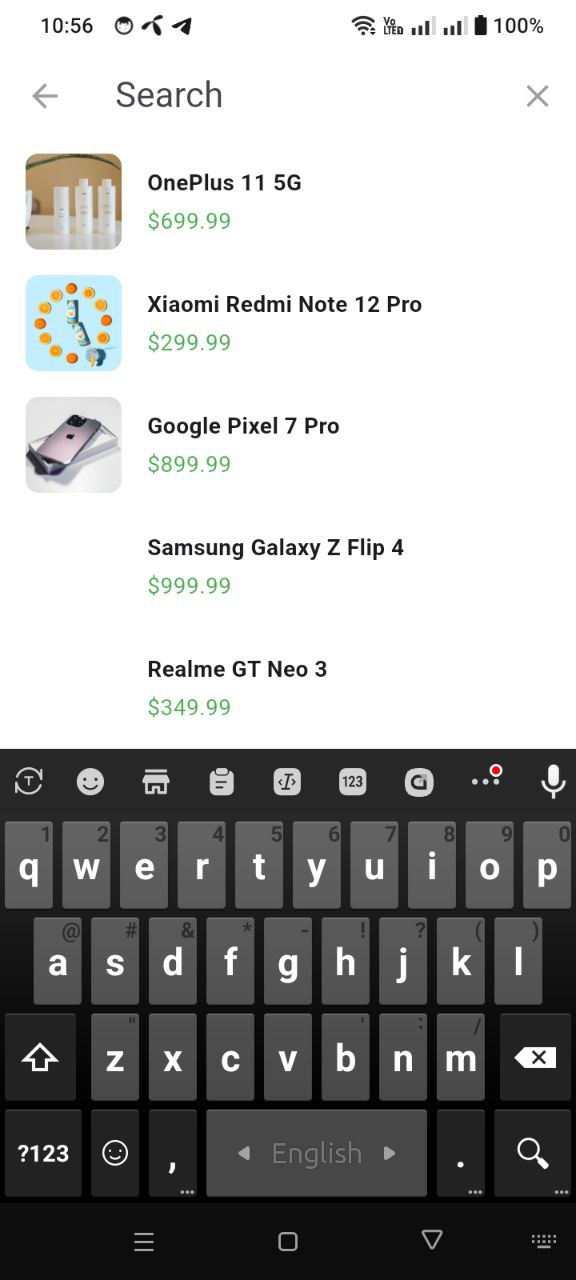 10:56 Vo LTED 100%
Search
OnePlus 11 5G
$699.99
Xiaomi Redmi Note 12 Pro
$299.99
Google Pixel 7 Pro
$899.99
Samsung Galaxy Z Flip 4
$999.99
Realme GT Neo 3
$349.99
T T 123 G
1 2 3 4 5 6 7 8 9 0
q w e r t y u i o p
@ # & * - ! ? ( )
a s d f g h j k l
" ' : /
z x c v b n m
?123 , English .